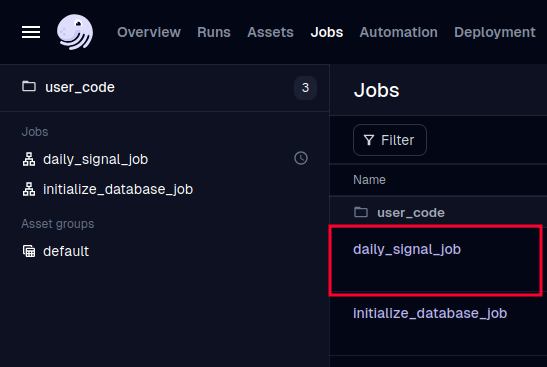 Overview Runs Assets Jobs Automation Deployment
user_code 3
Jobs
daily_signal_job
initialize_database_job
Asset groups
default
Jobs
Filter
Name
user_code
daily_signal_job
initialize_database_job